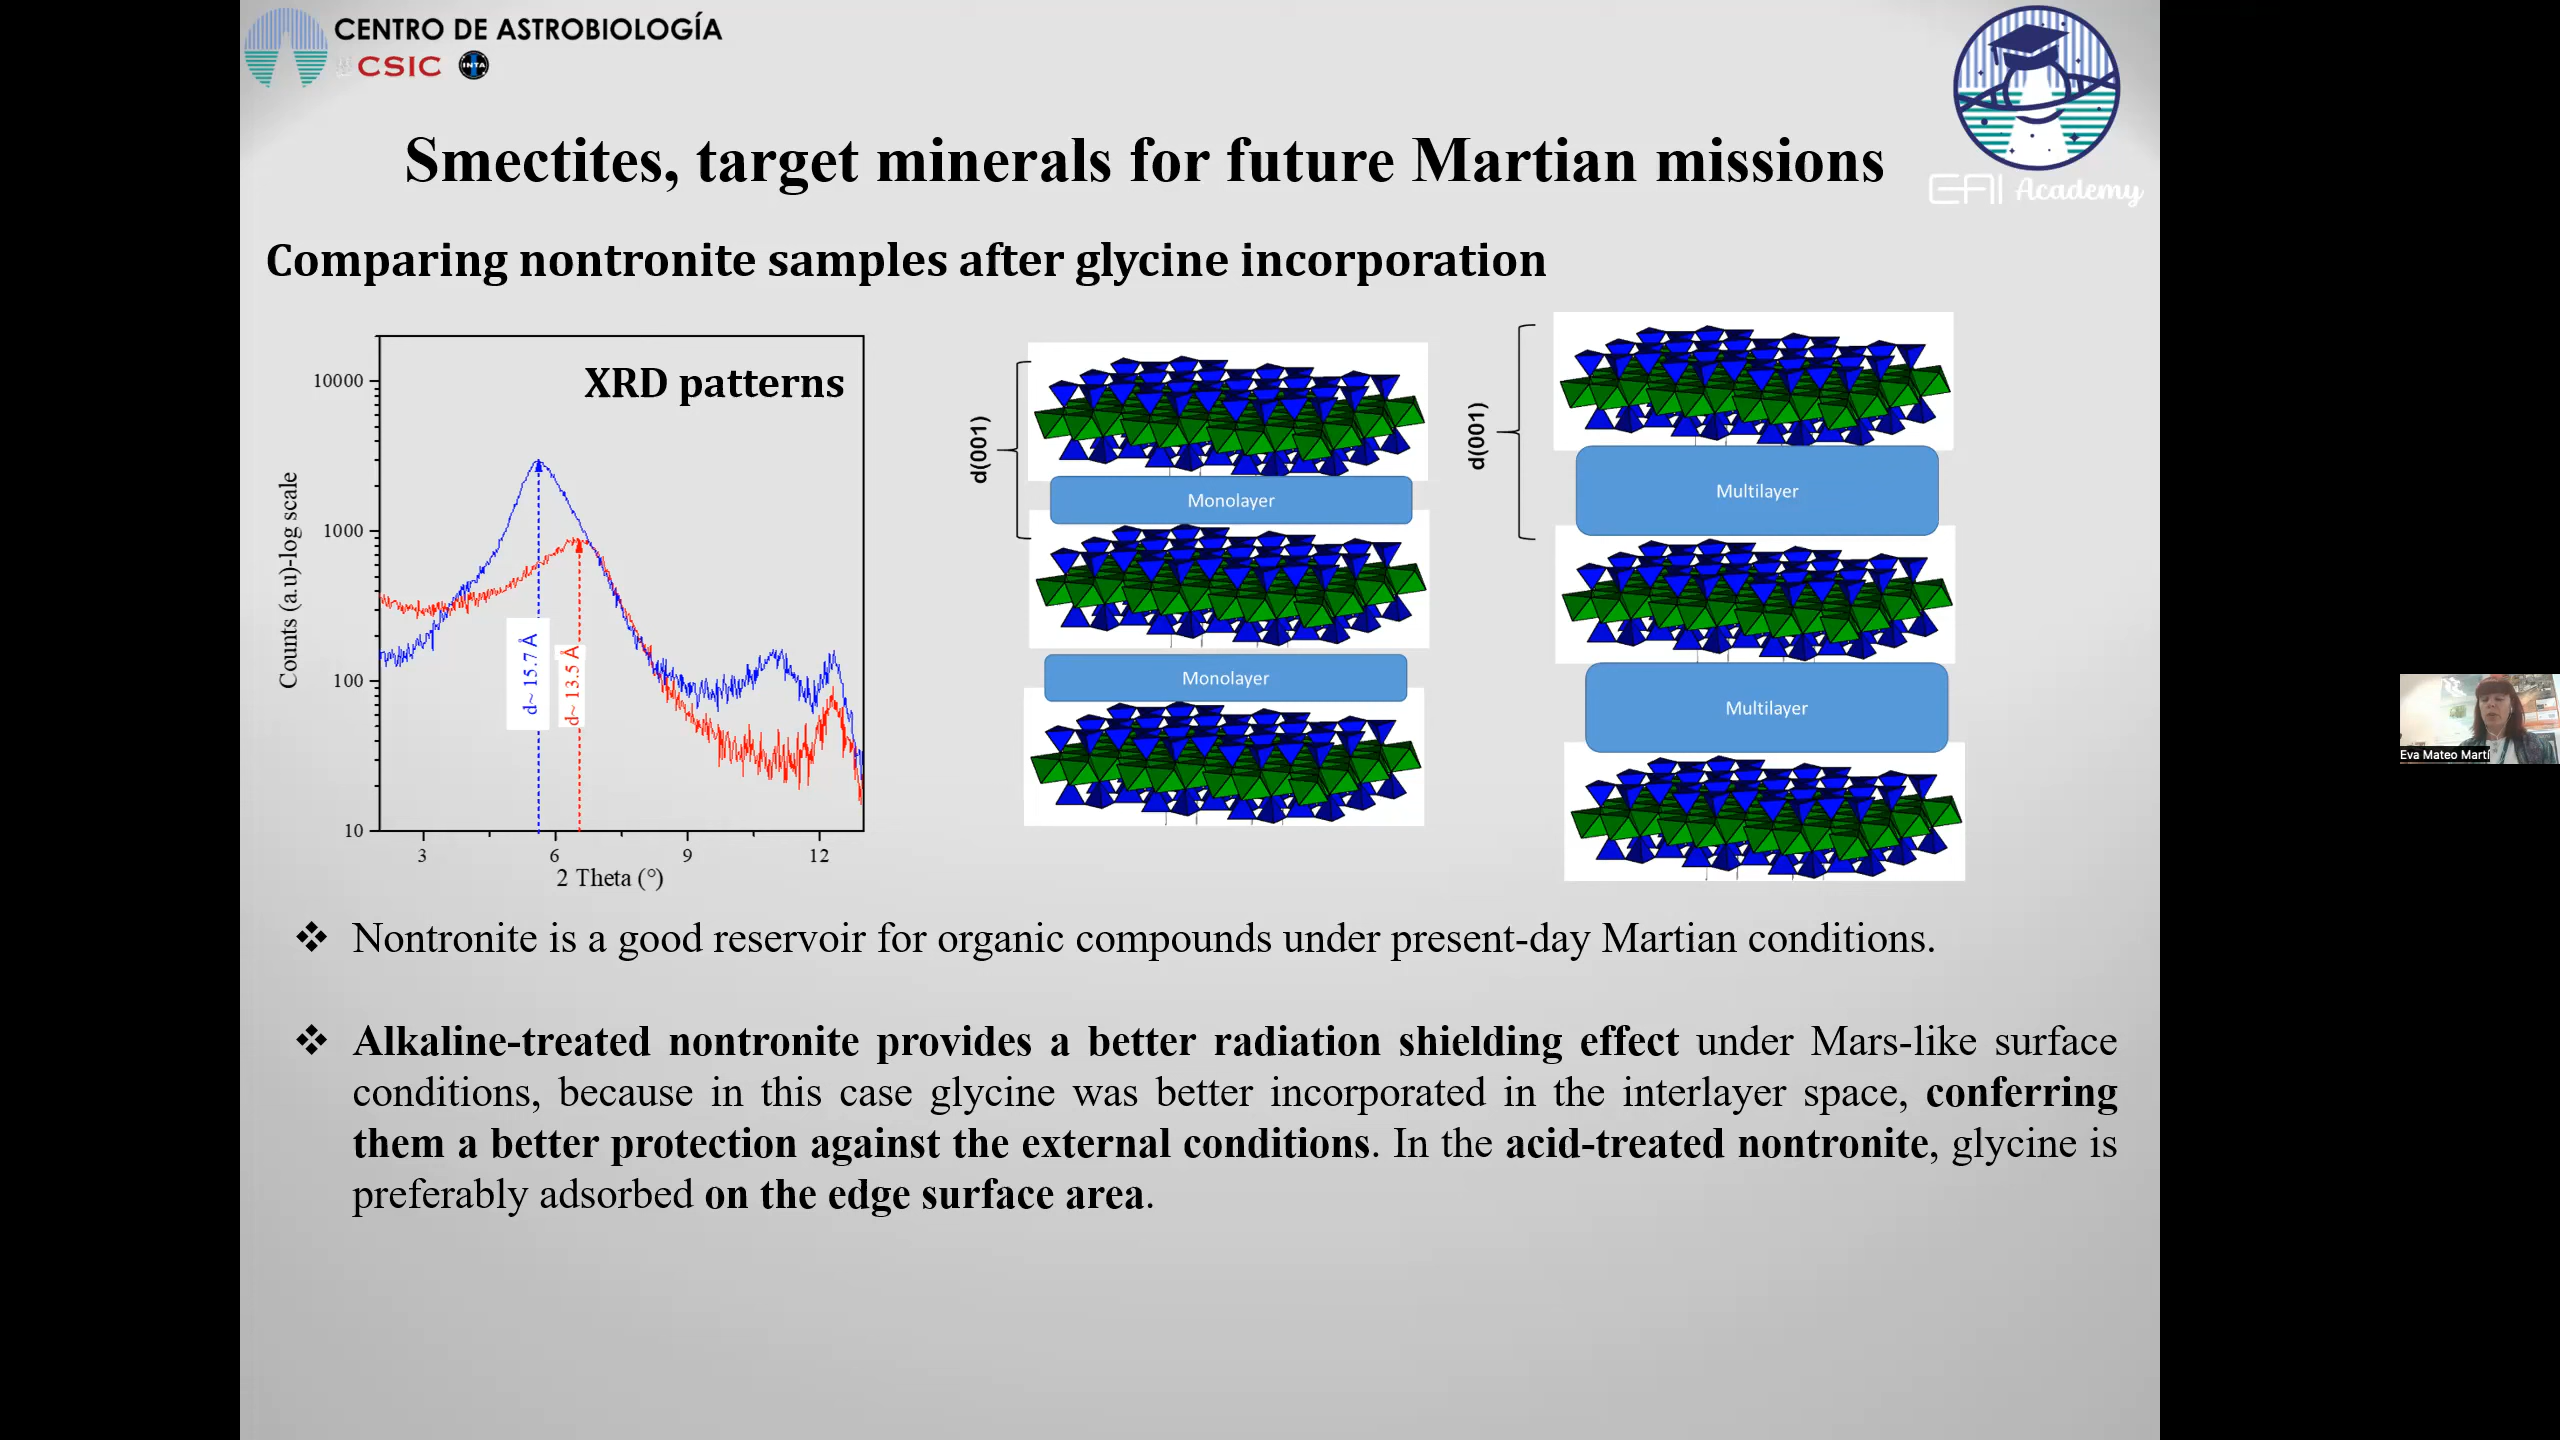 CENTRO DE ASTROBIOLOGÍA
CSIC INTA
EAI Academy
Smectites, target minerals for future Martian missions
Comparing nontronite samples after glycine incorporation
XRD patterns
Counts (a.u)-log scale
10000
1000
100
10
d~ 15.7 Å
d~ 13.5 Å
3 6 9 12
2 Theta (°)
d(001)
Monolayer
Monolayer
d(001)
Multilayer
Multilayer
Eva Mateo Martí
❖ Nontronite is a good reservoir for organic compounds under present-day Martian conditions.
❖ Alkaline-treated nontronite provides a better radiation shielding effect under Mars-like surface
conditions, because in this case glycine was better incorporated in the interlayer space, conferring
them a better protection against the external conditions. In the acid-treated nontronite, glycine is
preferably adsorbed on the edge surface area.